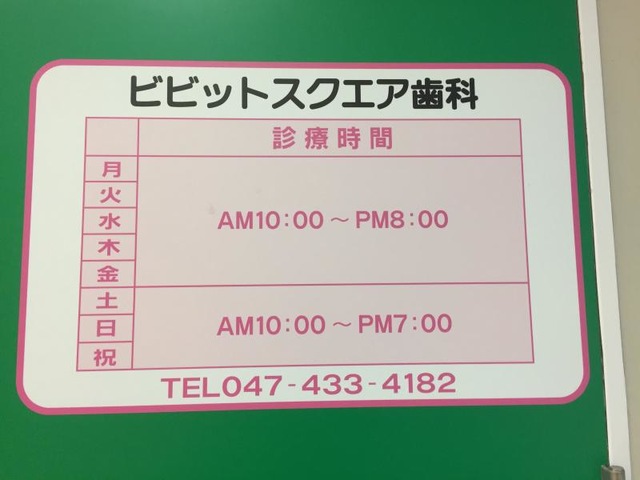 ビビットスクエア歯科
診療時間
月
火
水
木
金
AM10:00～PM8:00
土
日
祝
AM10:00～PM7:00
TEL047-433-4182